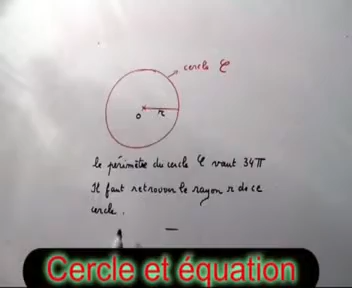 cercle C
o
r
le périmètre du cercle C vaut 34π
Il faut retrouver le rayon r de ce
cercle.
Cercle et équation